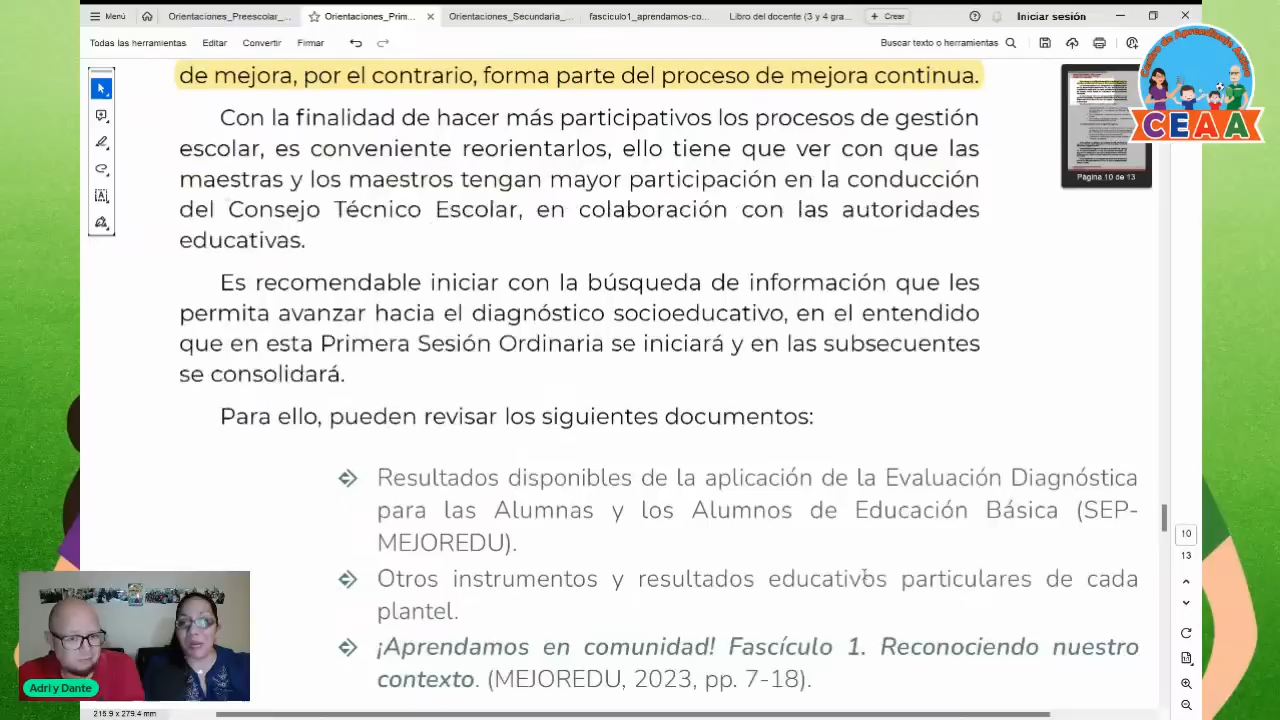 Menú
Orientaciones_Preescolar_...
Orientaciones_Prim...
Orientaciones_Secundaria_...
fasciculo1_aprendamos-co...
Libro del docente (3 y 4 gra...
Crear
Iniciar sesión
Todas las herramientas
Editar
Convertir
Firmar
Buscar texto o herramientas
Centro de Aprendizaje Activo
CEAA
Página 10 de 13
de mejora, por el contrario, forma parte del proceso de mejora continua.
Con la finalidad de hacer más participativos los procesos de gestión
escolar, es conveniente reorientarlos, ello tiene que ver con que las
maestras y los maestros tengan mayor participación en la conducción
del Consejo Técnico Escolar, en colaboración con las autoridades
educativas.
Es recomendable iniciar con la búsqueda de información que les
permita avanzar hacia el diagnóstico socioeducativo, en el entendido
que en esta Primera Sesión Ordinaria se iniciará y en las subsecuentes
se consolidará.
Para ello, pueden revisar los siguientes documentos:
Resultados disponibles de la aplicación de la Evaluación Diagnóstica
para las Alumnas y los Alumnos de Educación Básica (SEP-
MEJOREDU).
Otros instrumentos y resultados educativos particulares de cada
plantel.
¡Aprendamos en comunidad! Fascículo 1. Reconociendo nuestro
contexto. (MEJOREDU, 2023, pp. 7-18).
10
13
Adri y Dante
215.9 x 279.4 mm